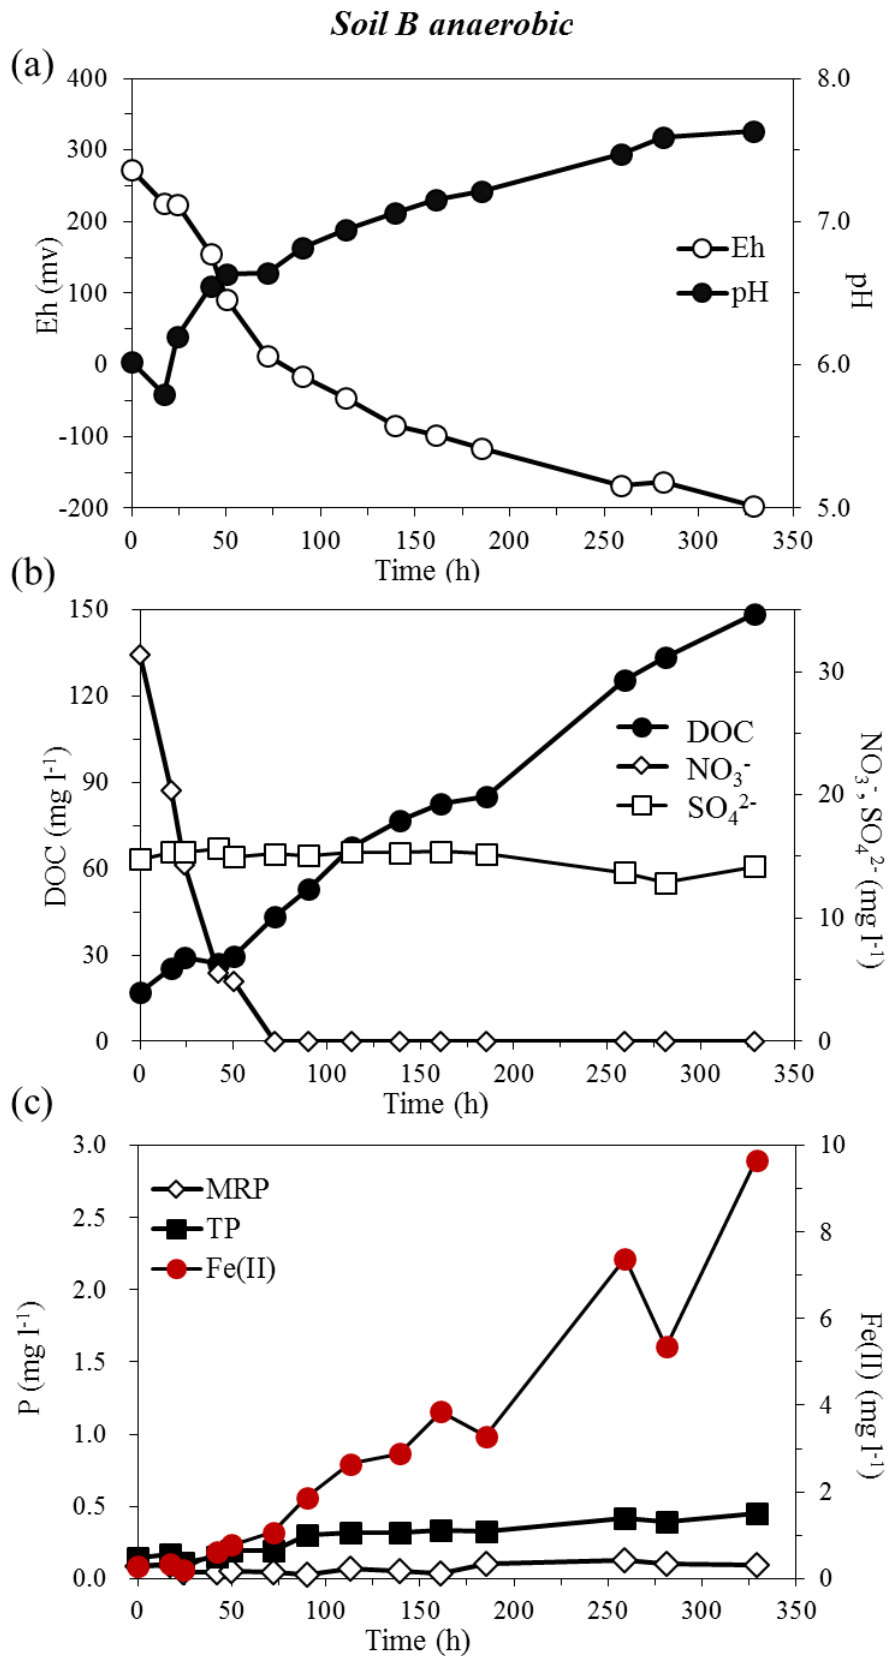 Soil B anaerobic
(a)
400
300
200
100
0
-100
-200
Eh (mv)
8.0
7.0
6.0
5.0
pH
Eh
pH
0 50 100 150 200 250 300 350
Time (h)
(b)
150
120
90
60
30
0
DOC (mg l-1)
30
20
10
0
NO3-, SO42- (mg l-1)
DOC
NO3-
SO42-
0 50 100 150 200 250 300 350
Time (h)
(c)
3.0
2.5
2.0
1.5
1.0
0.5
0.0
P (mg l-1)
10
8
6
4
2
0
Fe(II) (mg l-1)
MRP
TP
Fe(II)
0 50 100 150 200 250 300 350
Time (h)